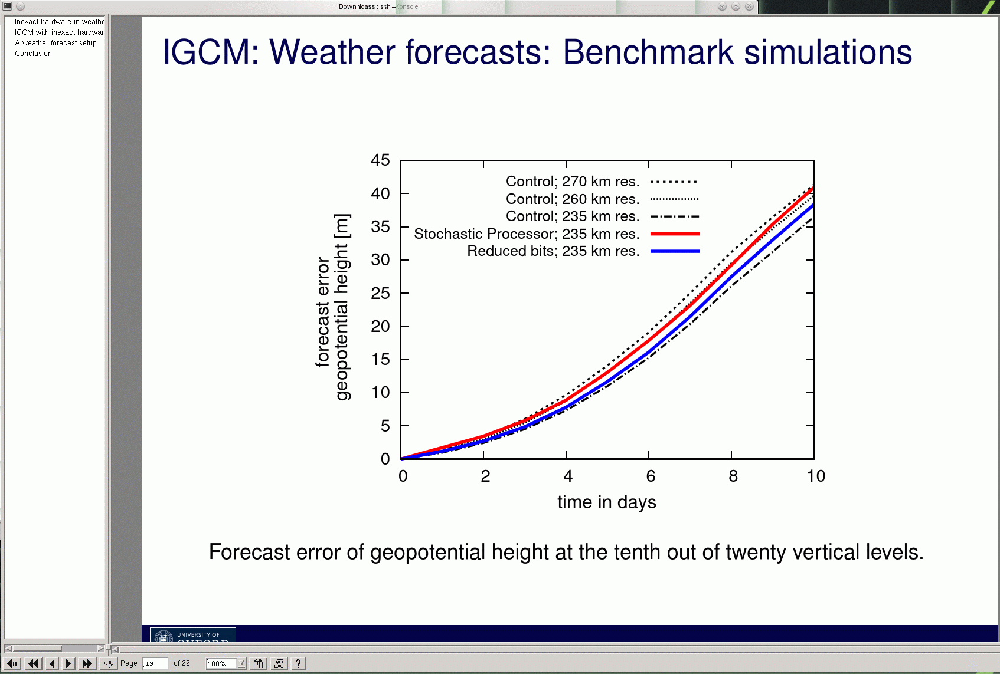 Konsole
Inexact hardware in weathe
IGCM with inexact hardwar
A weather forecast setup
Conclusion
IGCM: Weather forecasts: Benchmark simulations
45
40
35
30
25
20
15
10
5
0
forecast error
geopotential height [m]
Control; 270 km res.
Control; 260 km res.
Control; 235 km res.
Stochastic Processor; 235 km res.
Reduced bits; 235 km res.
0 2 4 6 8 10
time in days
Forecast error of geopotential height at the tenth out of twenty vertical levels.
UNIVERSITY OF
OXFORD
Page 19 of 22 400% ?